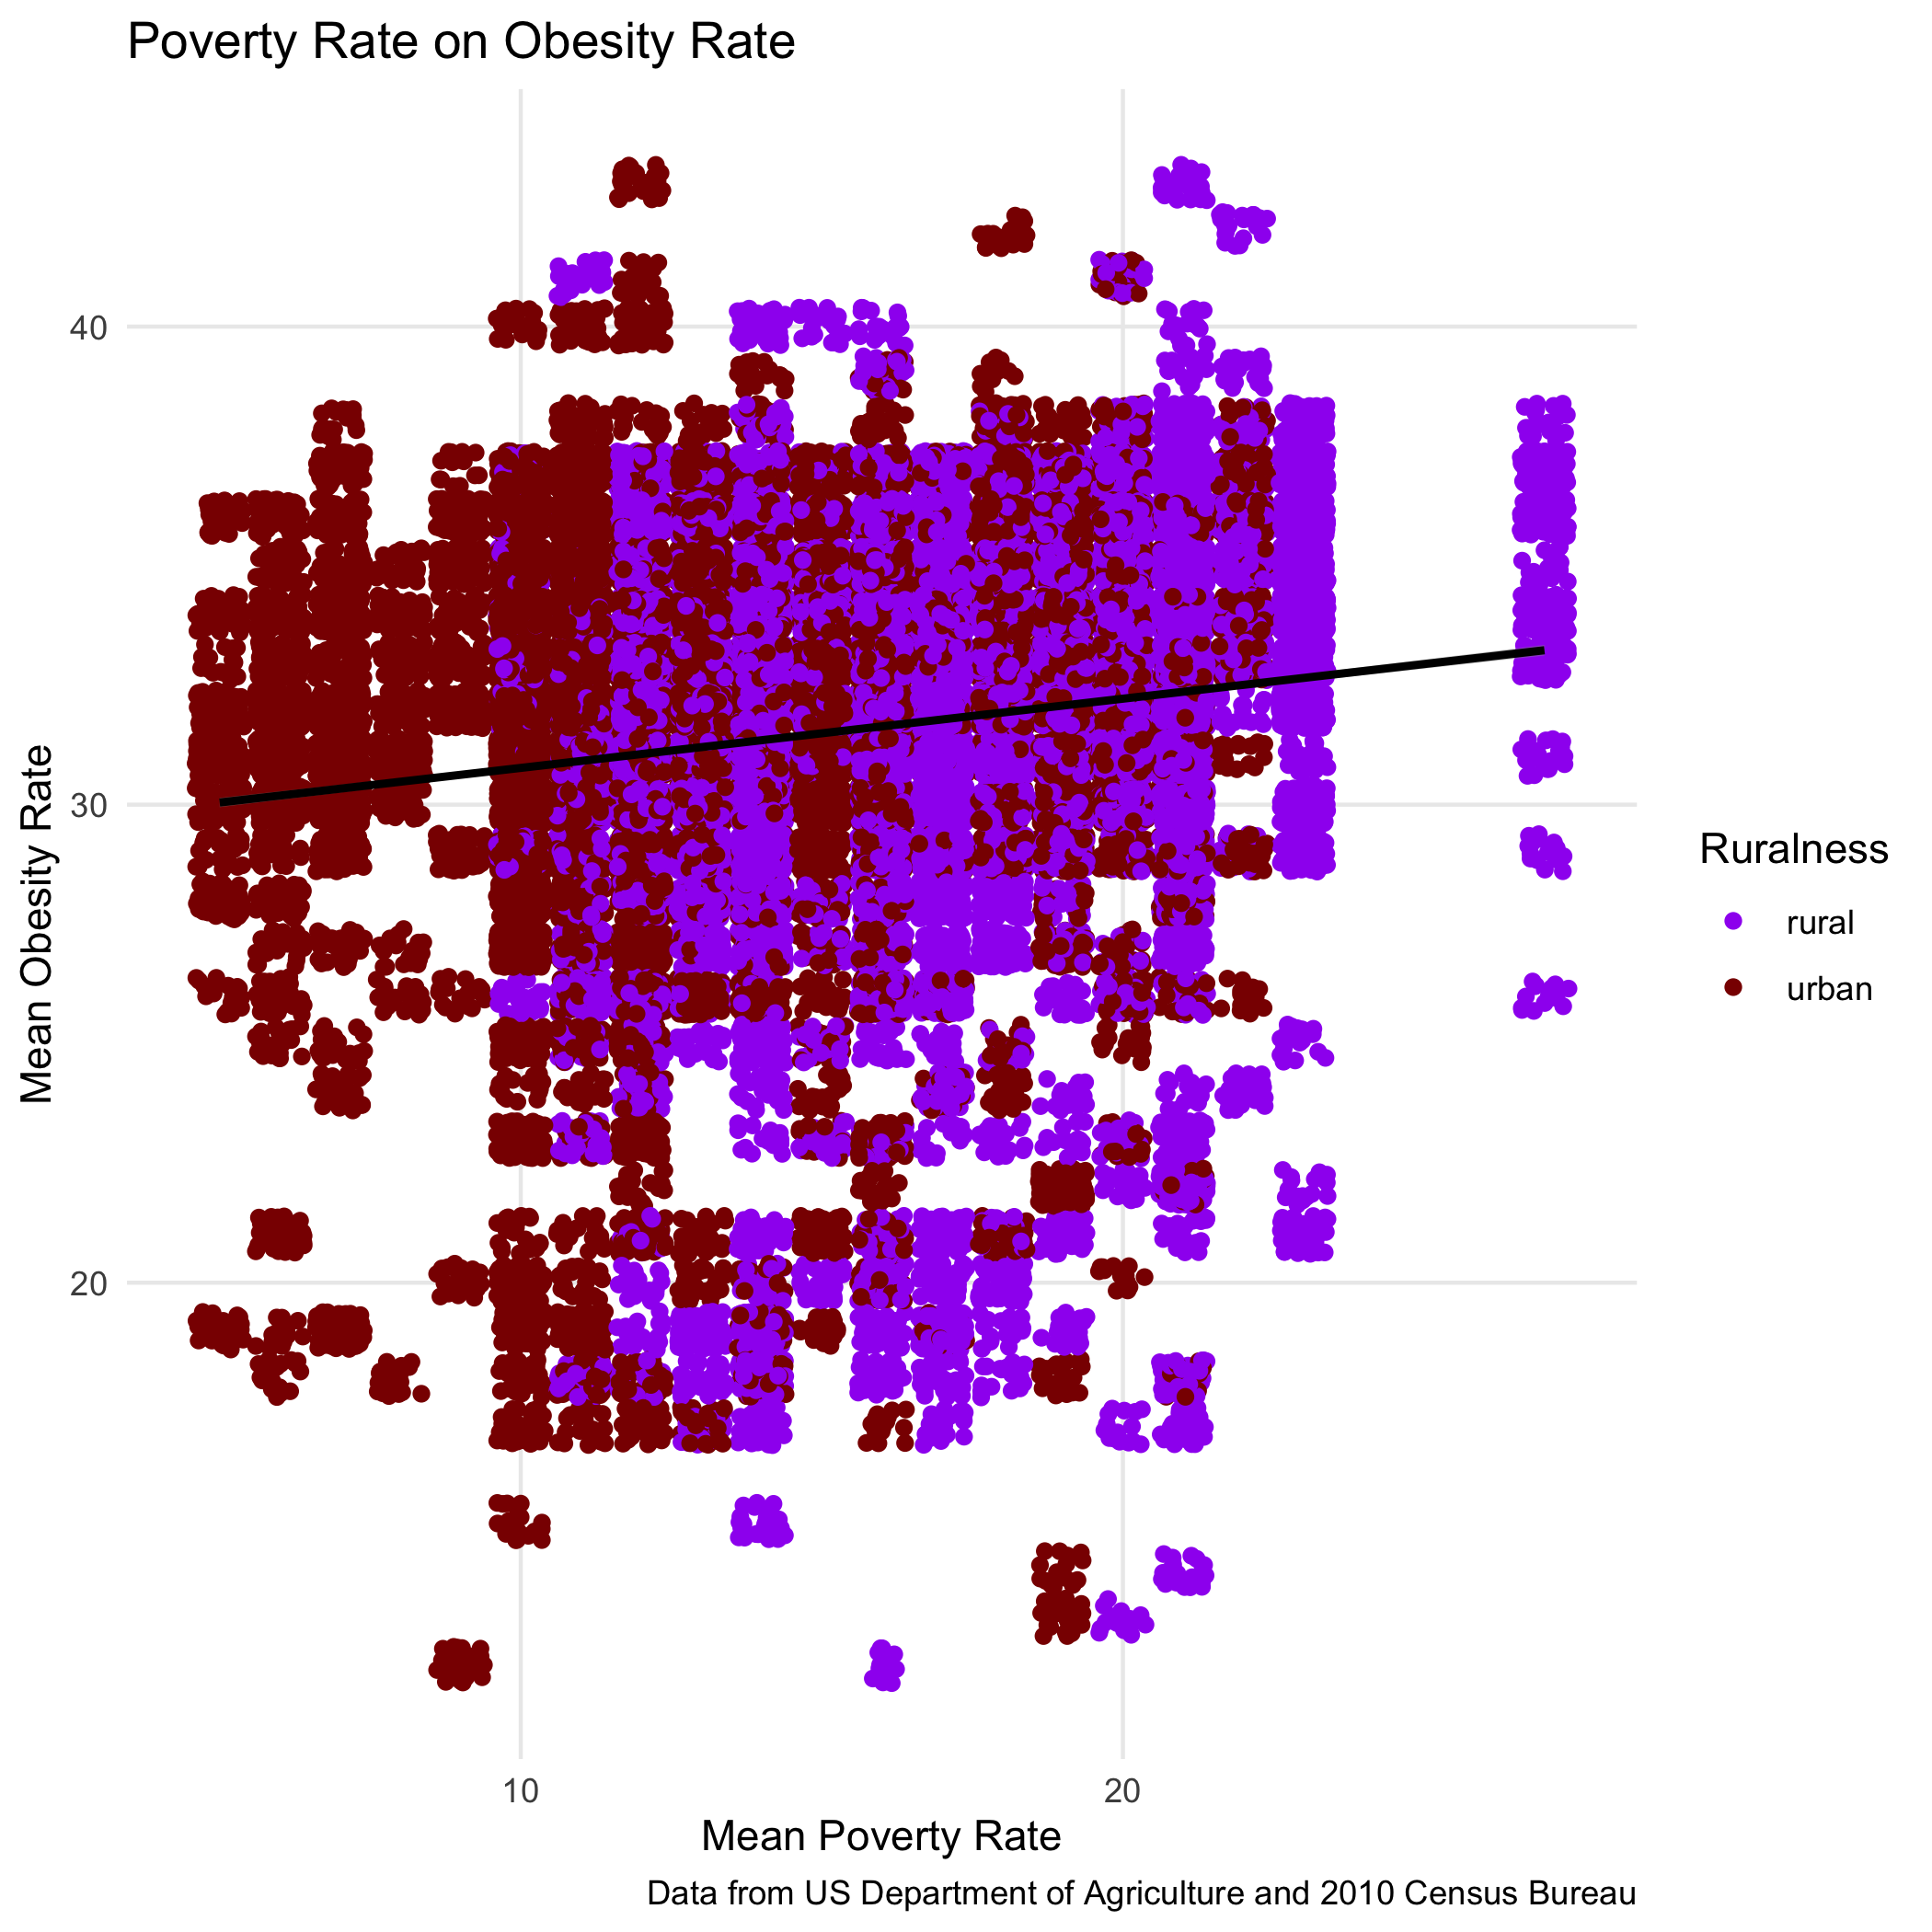 Poverty Rate on Obesity Rate
40
30
20
Mean Obesity Rate
10
20
Mean Poverty Rate
Ruralness
rural
urban
Data from US Department of Agriculture and 2010 Census Bureau